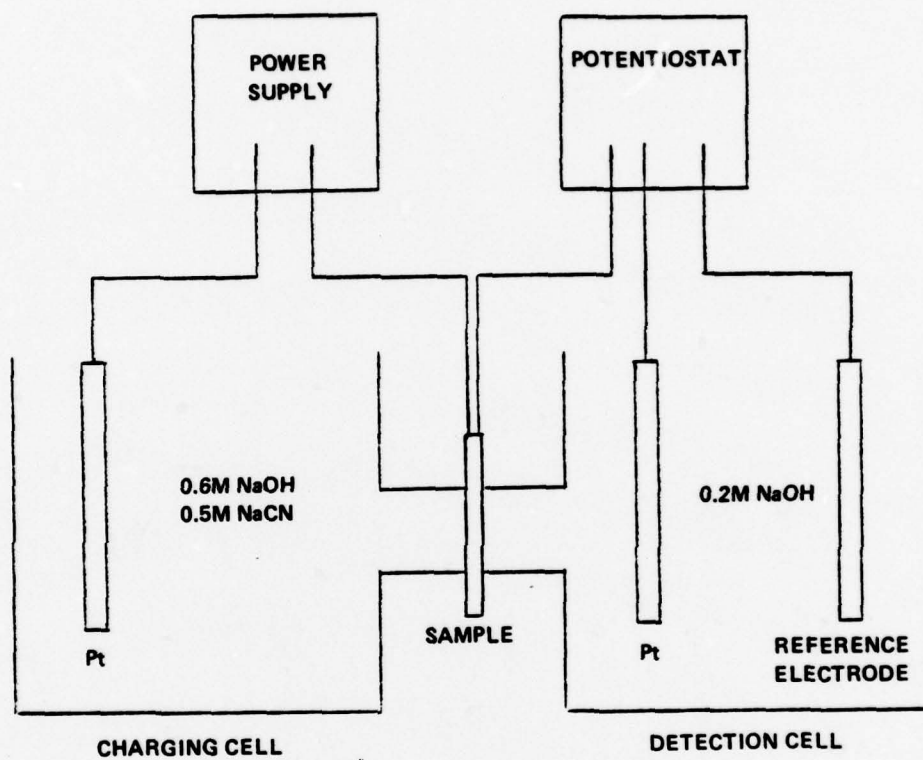 POWER
SUPPLY
POTENTIOSTAT
0.6M NaOH
0.5M NaCN
0.2M NaOH
SAMPLE
Pt
Pt
REFERENCE
ELECTRODE
CHARGING CELL
DETECTION CELL